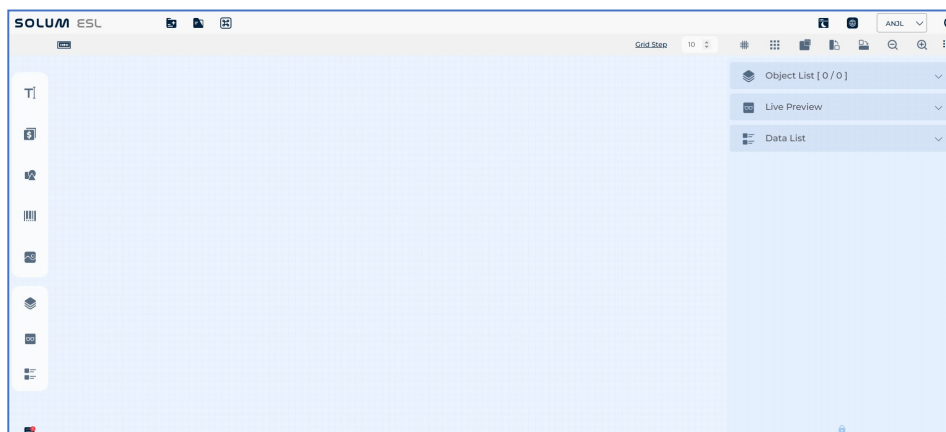 SOLUM ESL
ANJL
Grid Step 10
Object List [ 0 / 0 ]
Live Preview
Data List